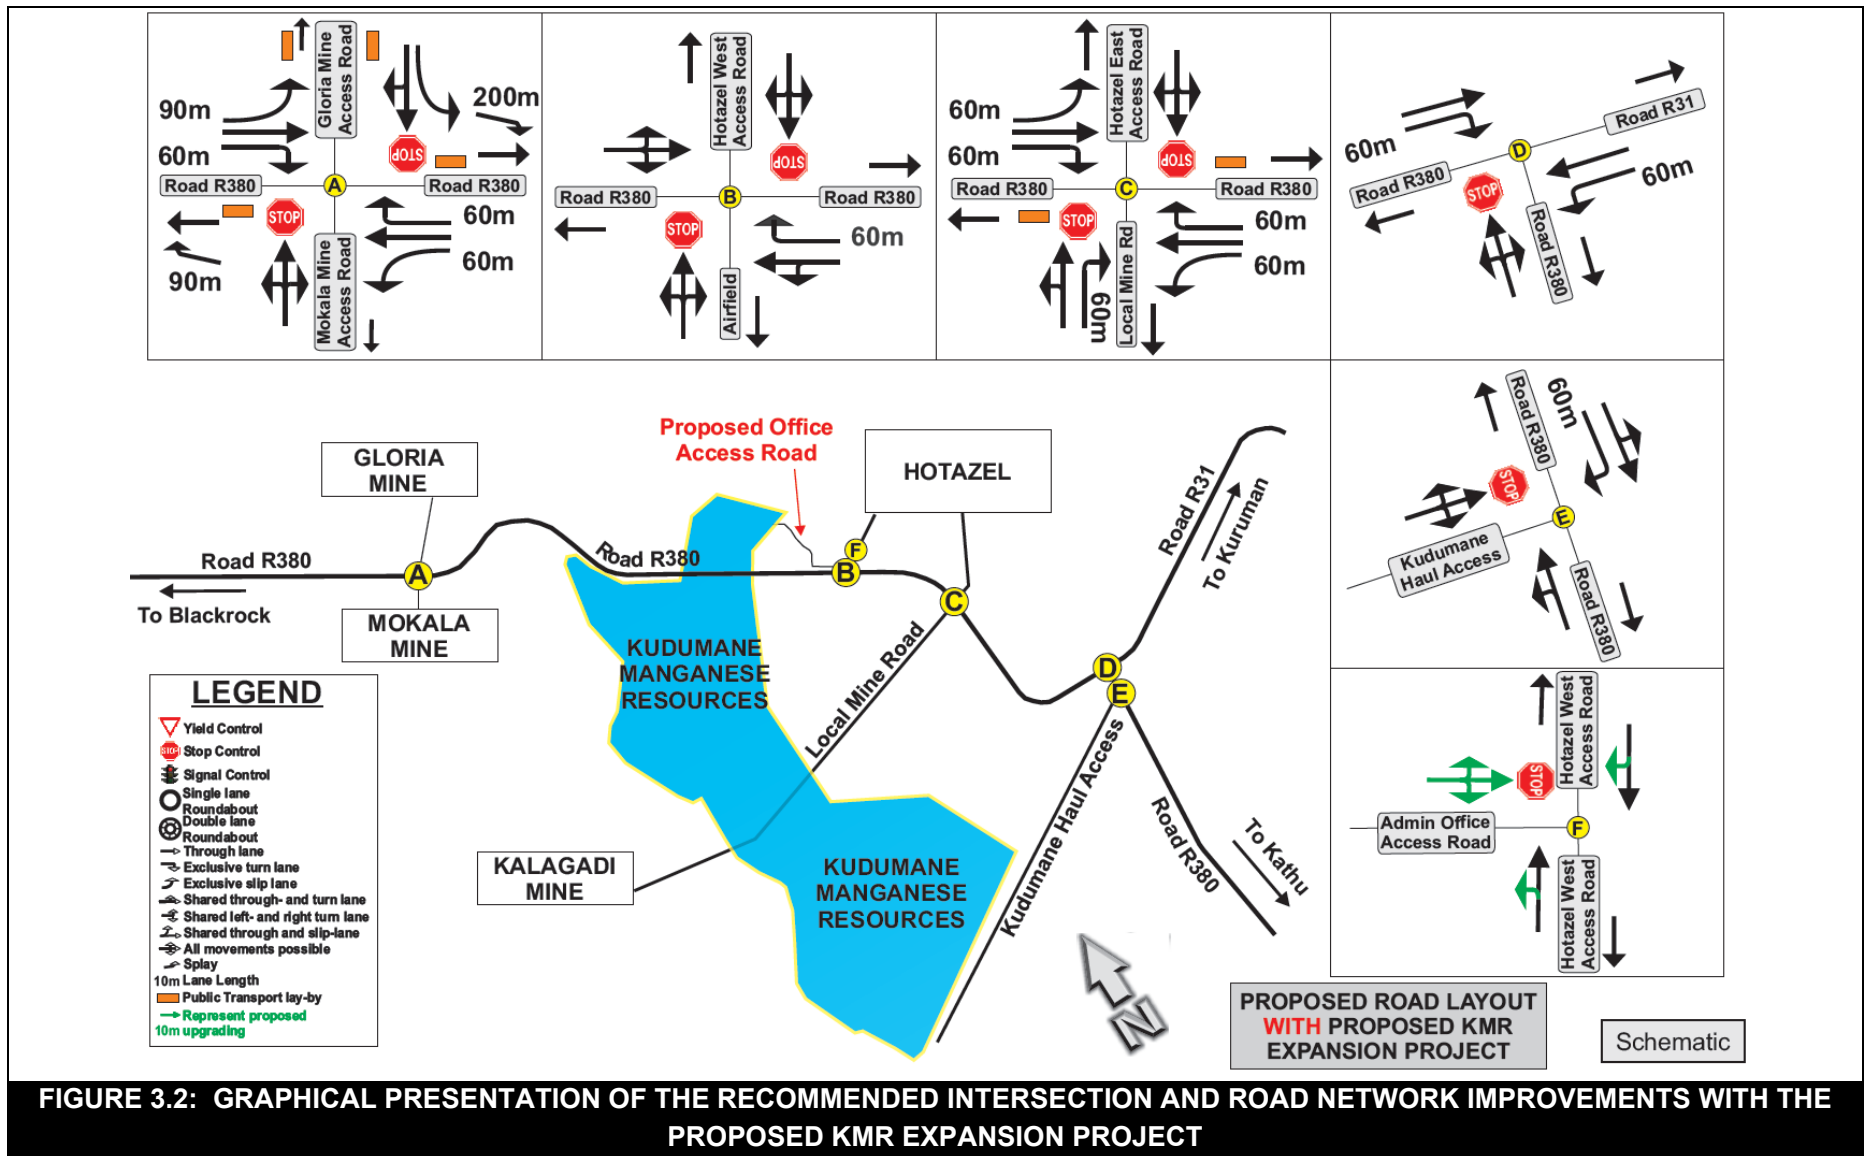 Gloria Mine
Access Road
90m
60m
200m
STOP
Road R380
A
Road R380
STOP
60m
60m
90m
Mokala Mine
Access Road
Hotazel West
Access Road
STOP
Road R380
B
Road R380
STOP
60m
Airfield
Hotazel East
Access Road
60m
60m
STOP
Road R380
C
Road R380
STOP
60m
60m
60m
Local Mine Rd
Road R31
60m
D
60m
Road R380
STOP
Road R380
Road R380
60m
STOP
E
Kudumane
Haul Access
Road R380
Hotazel West
Access Road
STOP
Admin Office
Access Road
F
Hotazel West
Access Road
Proposed Office
Access Road
GLORIA
MINE
HOTAZEL
Road R380
A
To Blackrock
MOKALA
MINE
Road R380
F
B
C
Road R31
To Kuruman
D
E
KUDUMANE
MANGANESE
RESOURCES
Local Mine Road
Kudumane Haul Access
Road R380
To Kathu
KALAGADI
MINE
KUDUMANE
MANGANESE
RESOURCES
N
LEGEND
Yield Control
STOP Stop Control
Signal Control
Single lane
Roundabout
Double lane
Roundabout
Through lane
Exclusive turn lane
Exclusive slip lane
Shared through- and turn lane
Shared left- and right turn lane
Shared through and slip-lane
All movements possible
Splay
10m Lane Length
Public Transport lay-by
Represent proposed
10m upgrading
PROPOSED ROAD LAYOUT
WITH PROPOSED KMR
EXPANSION PROJECT
Schematic
FIGURE 3.2: GRAPHICAL PRESENTATION OF THE RECOMMENDED INTERSECTION AND ROAD NETWORK IMPROVEMENTS WITH THE
PROPOSED KMR EXPANSION PROJECT